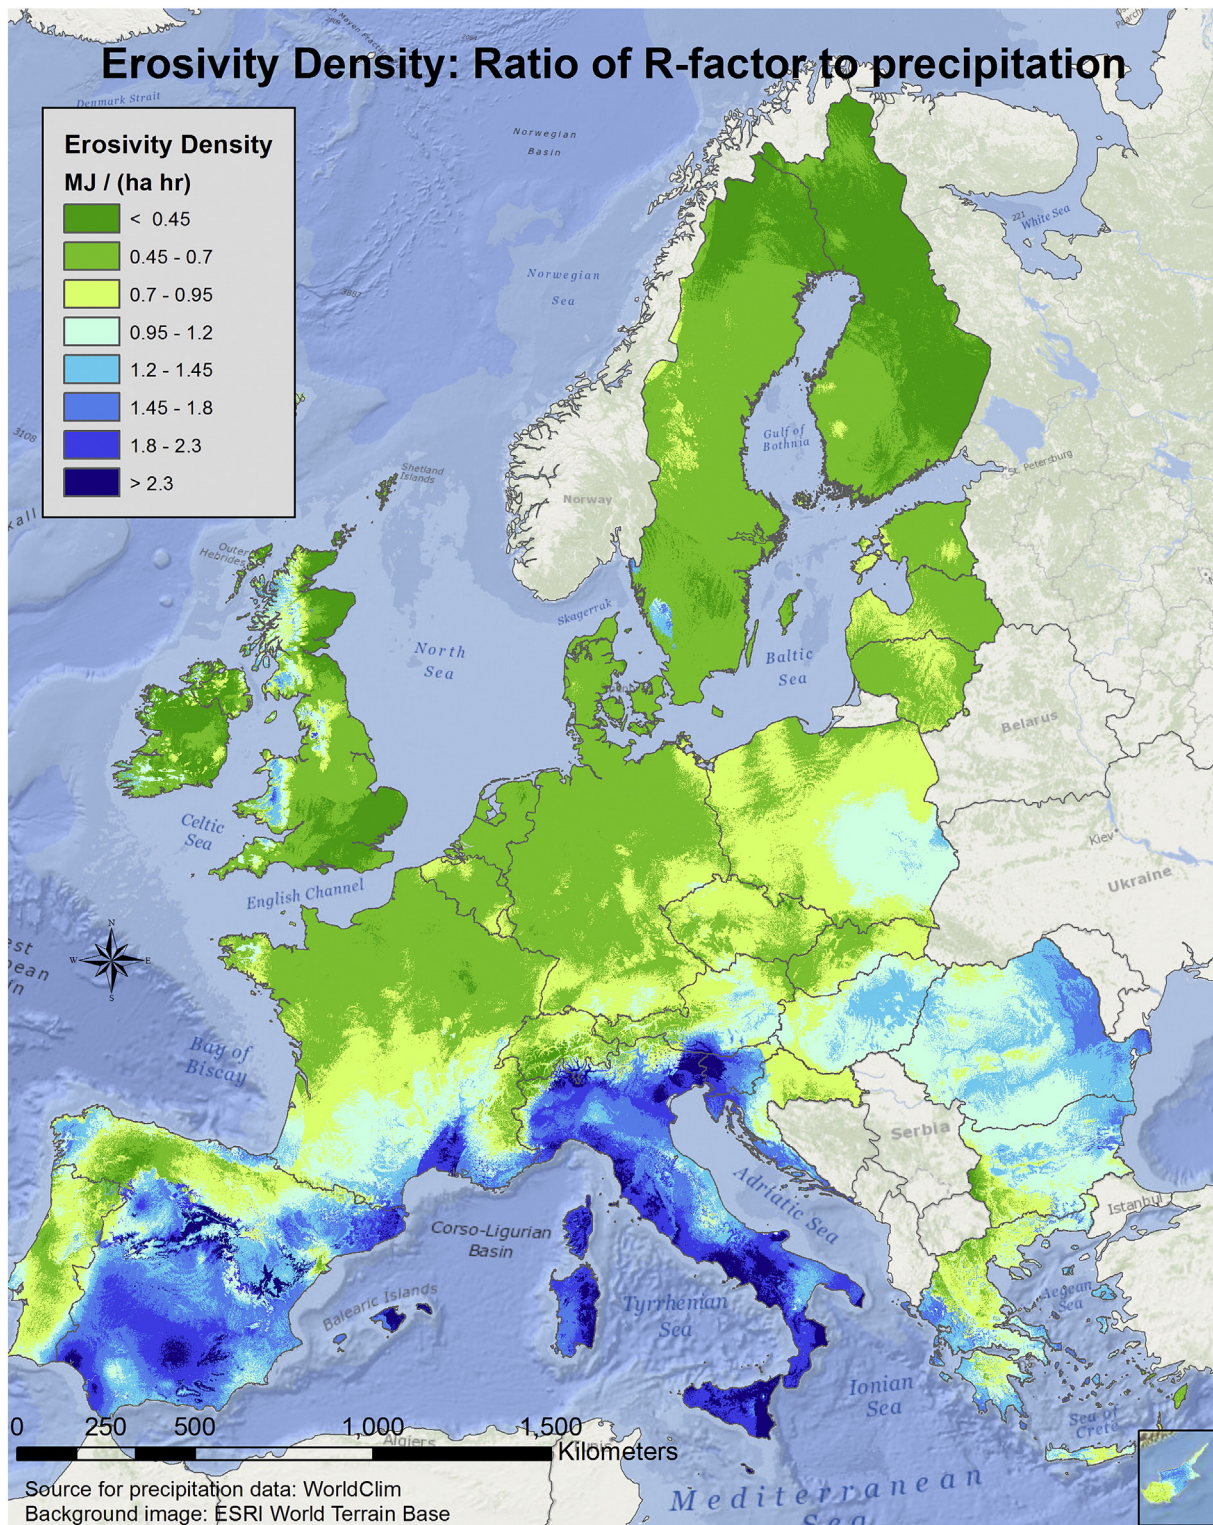 Erosivity Density: Ratio of R-factor to precipitation
Denmark Strait
Erosivity Density
MJ / (ha hr)
< 0.45
0.45 - 0.7
0.7 - 0.95
0.95 - 1.2
1.2 - 1.45
1.45 - 1.8
1.8 - 2.3
> 2.3
Norwegian
Basin
221
White Sea
Norwegian
Sea
3887
3108
Gulf of
Bothnia
St. Petersburg
Shetland
Islands
Norway
Outer
Hebrides
Skagerrak
North
Sea
Baltic
Sea
Belarus
Celtic
Sea
Kiev
Ukraine
English Channel
N
W
E
S
Bay of
Biscay
Serbia
Istanbul
Adriatic Sea
Corso-Ligurian
Basin
Balearic Islands
Tyrrhenian
Sea
Aegean
Sea
Ionian
Sea
Sea of
Crete
0
250
500
1,000
1,500
Kilometers
Algiers
Mediterranean
Sea
Source for precipitation data: WorldClim
Background image: ESRI World Terrain Base